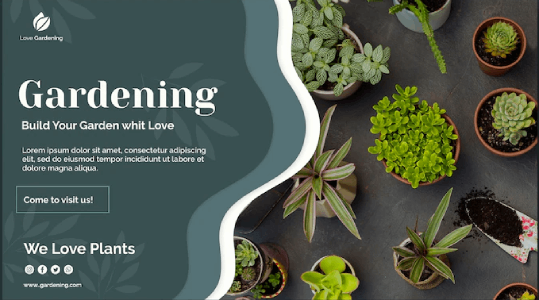 Love Gardening
Gardening
Build Your Garden whit Love
Lorem ipsum dolor sit amet, consectetur adipiscing
elit, sed do eiusmod tempor incididunt ut labore et
dolore magna aliqua.
Come to visit us!
We Love Plants
www.gardening.com